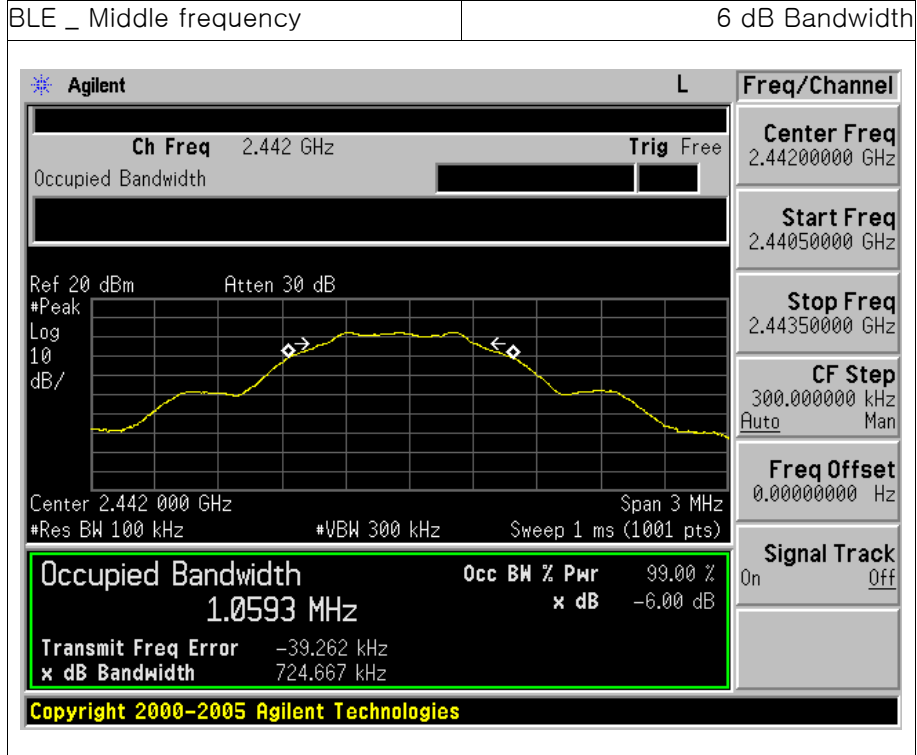 BLE _ Middle frequency
6 dB Bandwidth
Agilent
L
Freq/Channel
Ch Freq 2.442 GHz
Trig Free
Occupied Bandwidth
Center Freq
2.44200000 GHz
Start Freq
2.44050000 GHz
Stop Freq
2.44350000 GHz
CF Step
300.000000 kHz
Auto Man
Freq Offset
0.00000000 Hz
Signal Track
On Off
Ref 20 dBm Atten 30 dB
#Peak
Log
10
dB/
Center 2.442 000 GHz Span 3 MHz
#Res BW 100 kHz #VBW 300 kHz Sweep 1 ms (1001 pts)
Occupied Bandwidth
1.0593 MHz
Occ BW % Pwr 99.00 %
x dB -6.00 dB
Transmit Freq Error -39.262 kHz
x dB Bandwidth 724.667 kHz
Copyright 2000-2005 Agilent Technologies